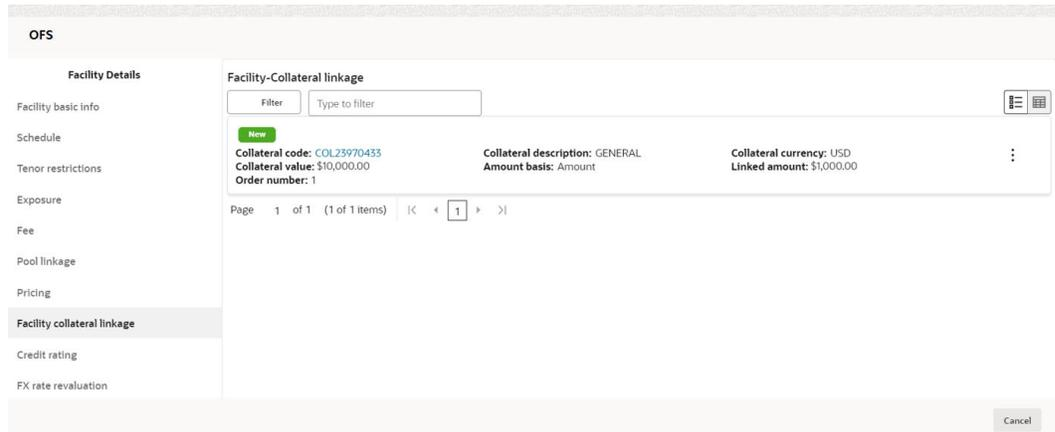 OFS
Facility Details
Facility basic info
Schedule
Tenor restrictions
Exposure
Fee
Pool linkage
Pricing
Facility collateral linkage
Credit rating
FX rate revaluation
Facility-Collateral linkage
Filter Type to filter
New
Collateral code: COL23970433 Collateral description: GENERAL Collateral currency: USD
Collateral value: $10,000.00 Amount basis: Amount Linked amount: $1,000.00
Order number: 1
Page 1 of 1 (1 of 1 items) 1
Cancel